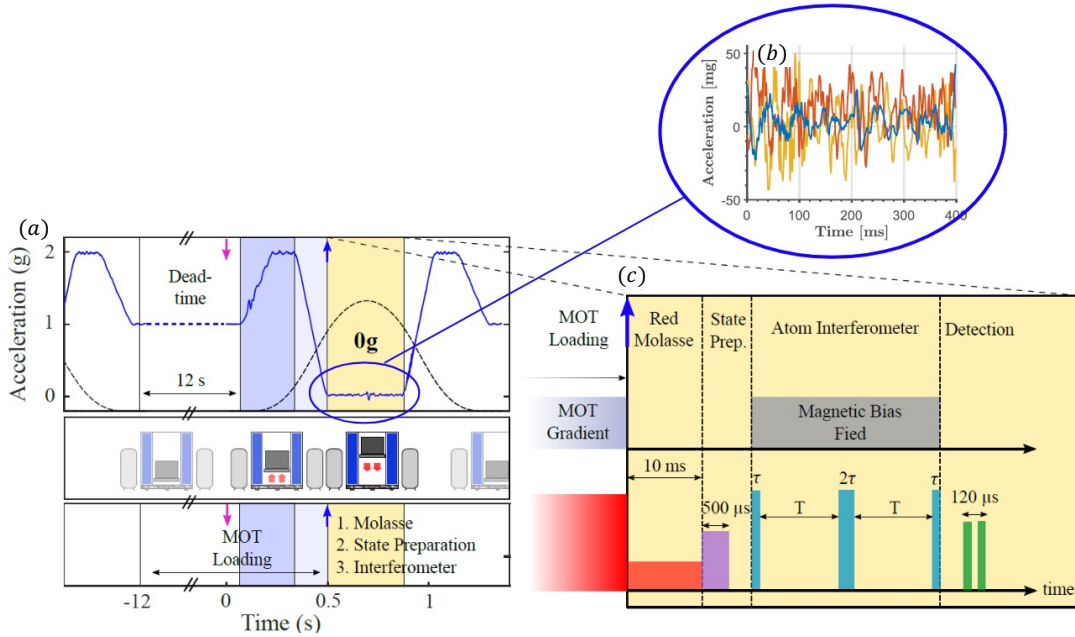 (b)
50
0
-50
Acceleration [mg]
0 100 200 300 400
Time [ms]
(a)
2
1
0
Acceleration (g)
Dead-
time
12 s
0g
MOT
Loading
1. Molasse
2. State Preparation
3. Interferometer
-12 0 0.5 1
Time (s)
(c)
MOT
Loading
Red
Molasse
State
Prep.
Atom Interferometer
Detection
MOT
Gradient
Magnetic Bias
Fied
10 ms
500 µs
τ 2τ τ
T T
120 µs
time